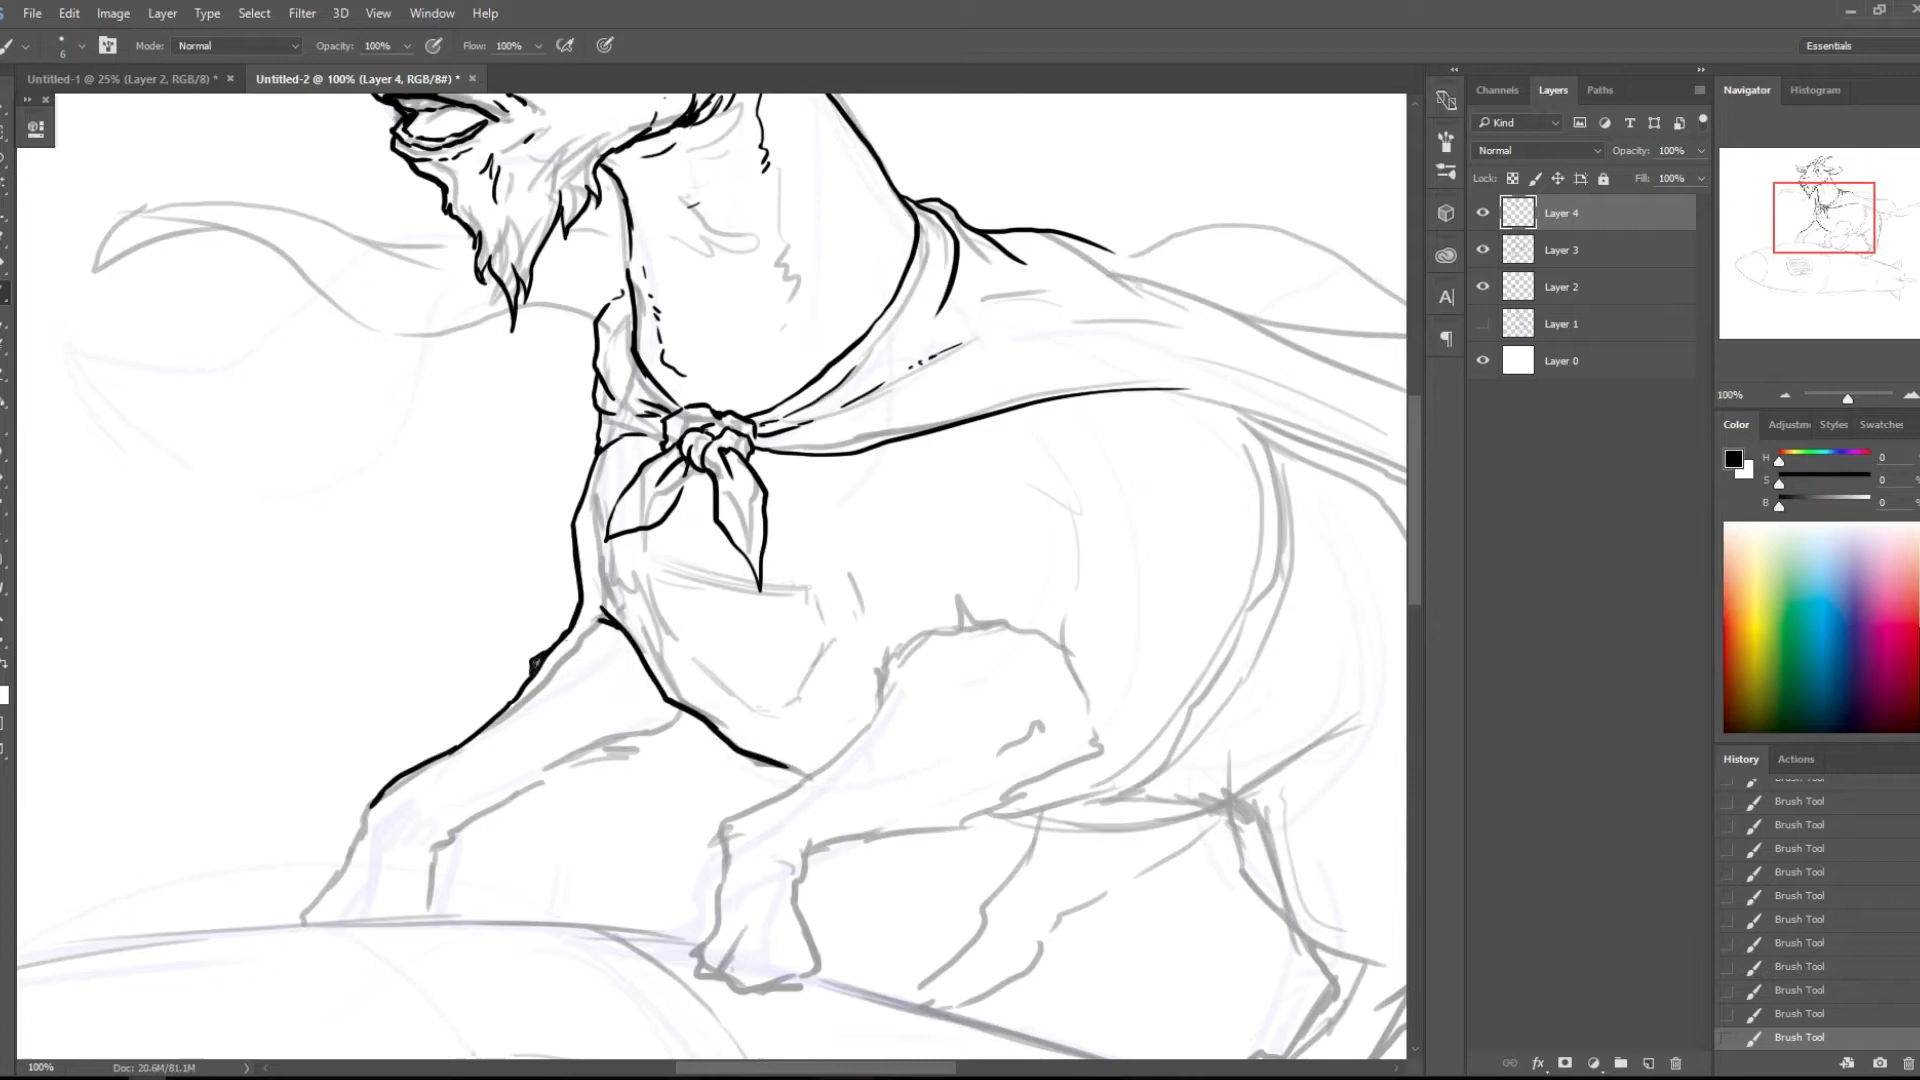 File Edit Image Layer Type Select Filter 3D View Window Help
6 Mode: Normal Opacity: 100% Flow: 100% Essentials
Untitled-1 @ 25% (Layer 2, RGB/8) * Untitled-2 @ 100% (Layer 4, RGB/8#) *
Channels Layers Paths
Navigator Histogram
Kind
Normal Opacity: 100%
Lock: Fill: 100%
Layer 4
Layer 3
Layer 2
Layer 1
Layer 0
100%
Color Adjustm Styles Swatches
H 0
S 0 %
B 0 %
History Actions
Brush Tool
Brush Tool
Brush Tool
Brush Tool
Brush Tool
Brush Tool
Brush Tool
Brush Tool
Brush Tool
Brush Tool
Brush Tool
100% Doc: 20.6M/81.1M
fx